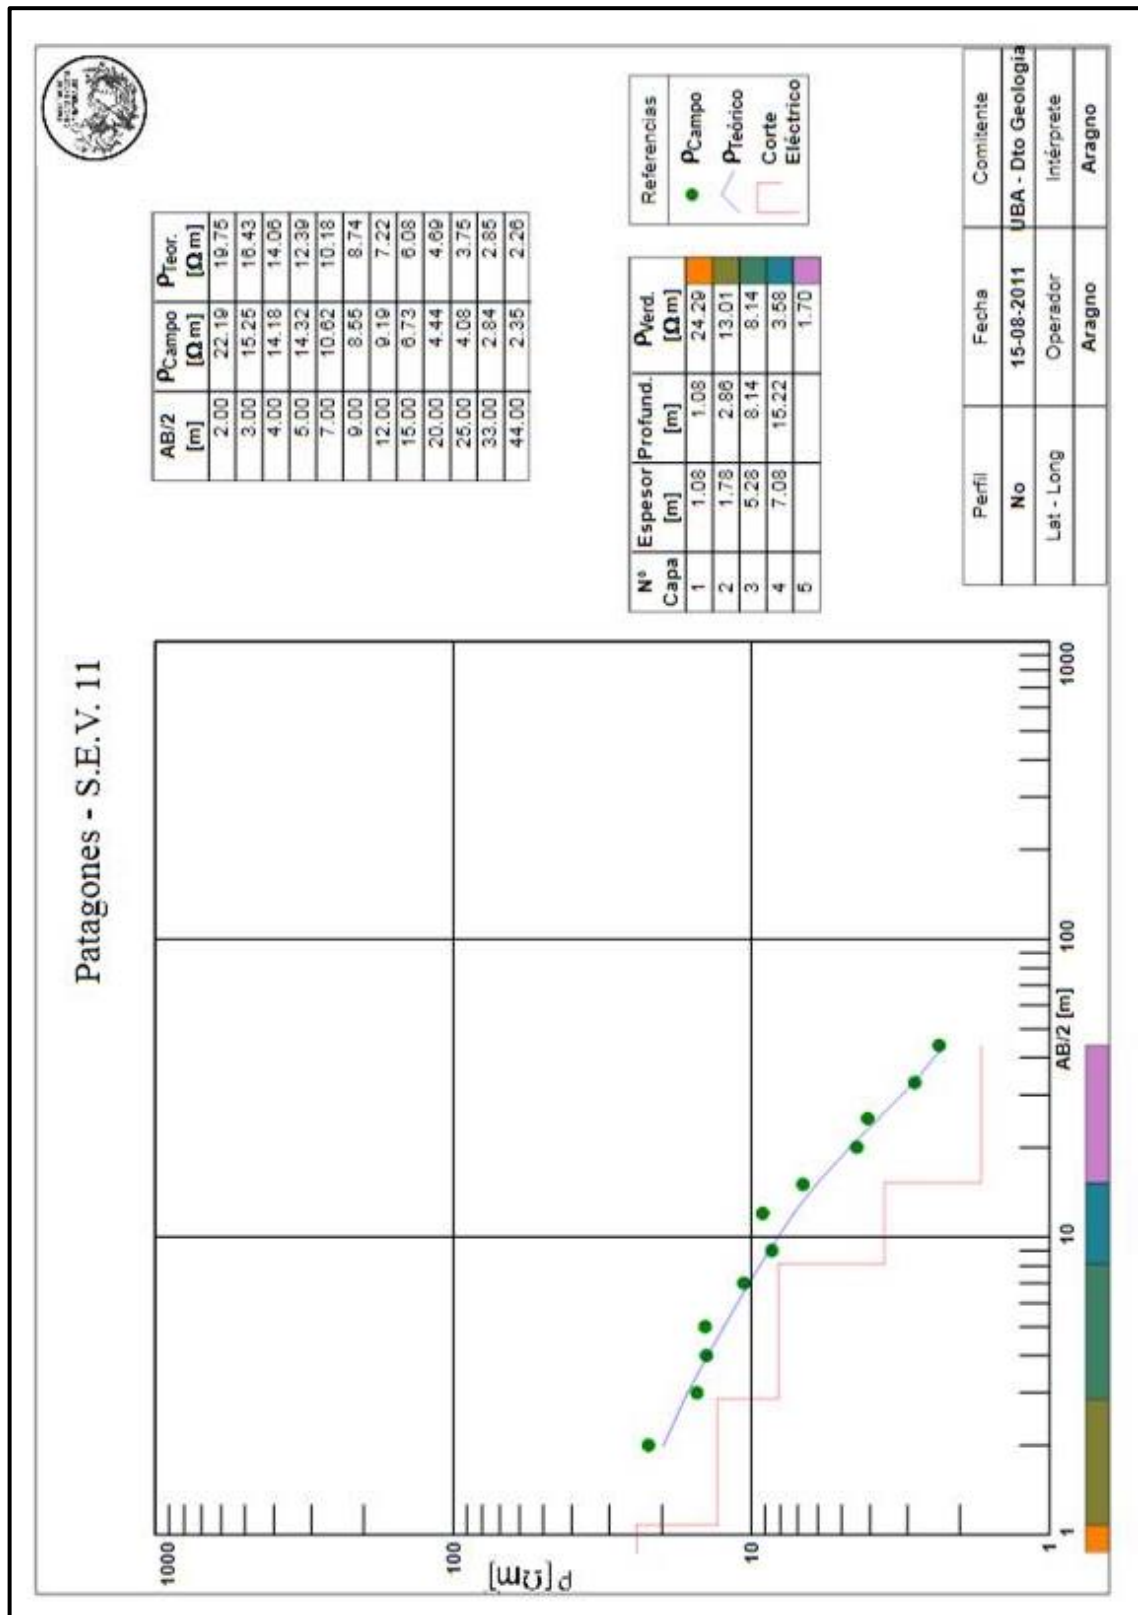 Patagones - S.E.V. 11
1000
100
10
1
ρ [Ω m]
1
10
100
1000
AB/2 [m]
AB/2 [m] ρCampo [Ω m] ρTeor. [Ω m]
2.00 22.19 19.75
3.00 15.25 16.43
4.00 14.18 14.06
5.00 14.32 12.39
7.00 10.62 10.18
9.00 8.55 8.74
12.00 9.19 7.22
15.00 6.73 6.08
20.00 4.44 4.69
25.00 4.08 3.75
33.00 2.84 2.85
44.00 2.35 2.26
Nº Capa Espesor [m] Profund. [m] ρVerd. [Ω m]
1 1.08 1.08 24.29
2 1.78 2.86 13.01
3 5.28 8.14 8.14
4 7.08 15.22 3.58
5 1.70
Referencias
ρCampo
ρTeórico
Corte Eléctrico
Perfil Fecha Comitente
No 15-08-2011 UBA - Dto Geologia
Lat - Long Operador Intérprete
Aragno Aragno